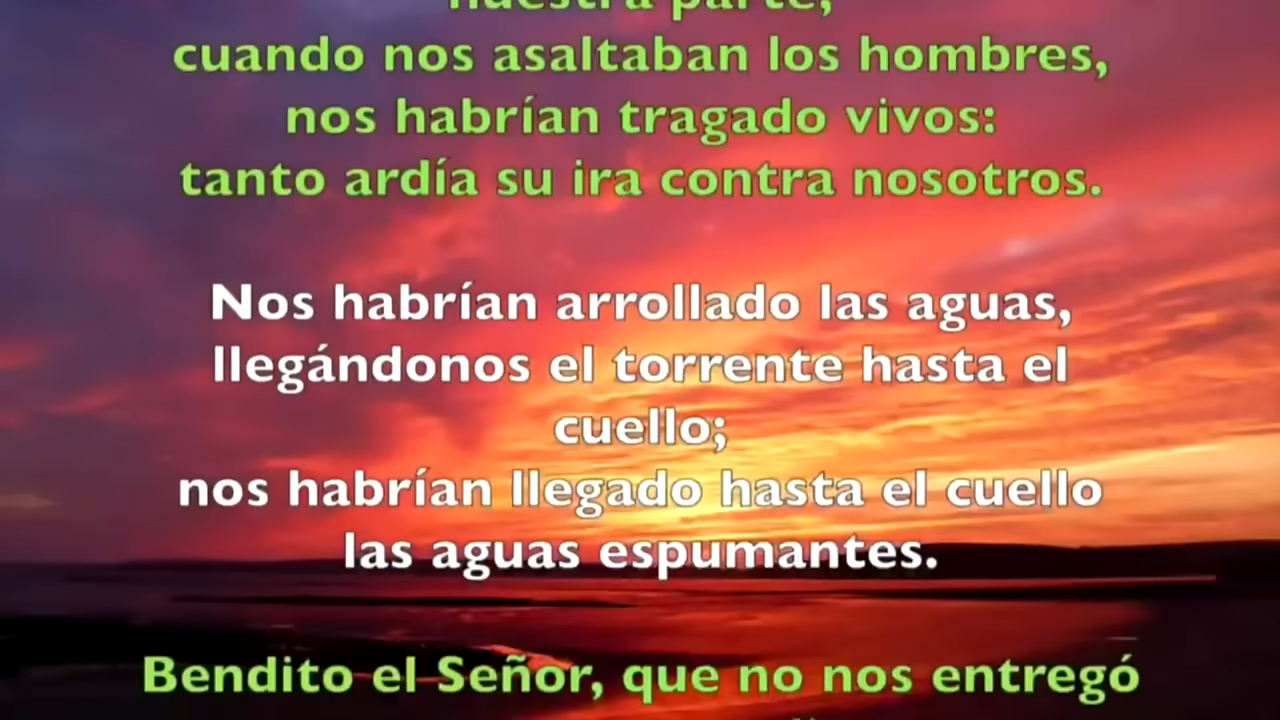 nuestra parte,
cuando nos asaltaban los hombres,
nos habrían tragado vivos:
tanto ardía su ira contra nosotros.
Nos habrían arrollado las aguas,
llegándonos el torrente hasta el
cuello;
nos habrían llegado hasta el cuello
las aguas espumantes.
Bendito el Señor, que no nos entregó